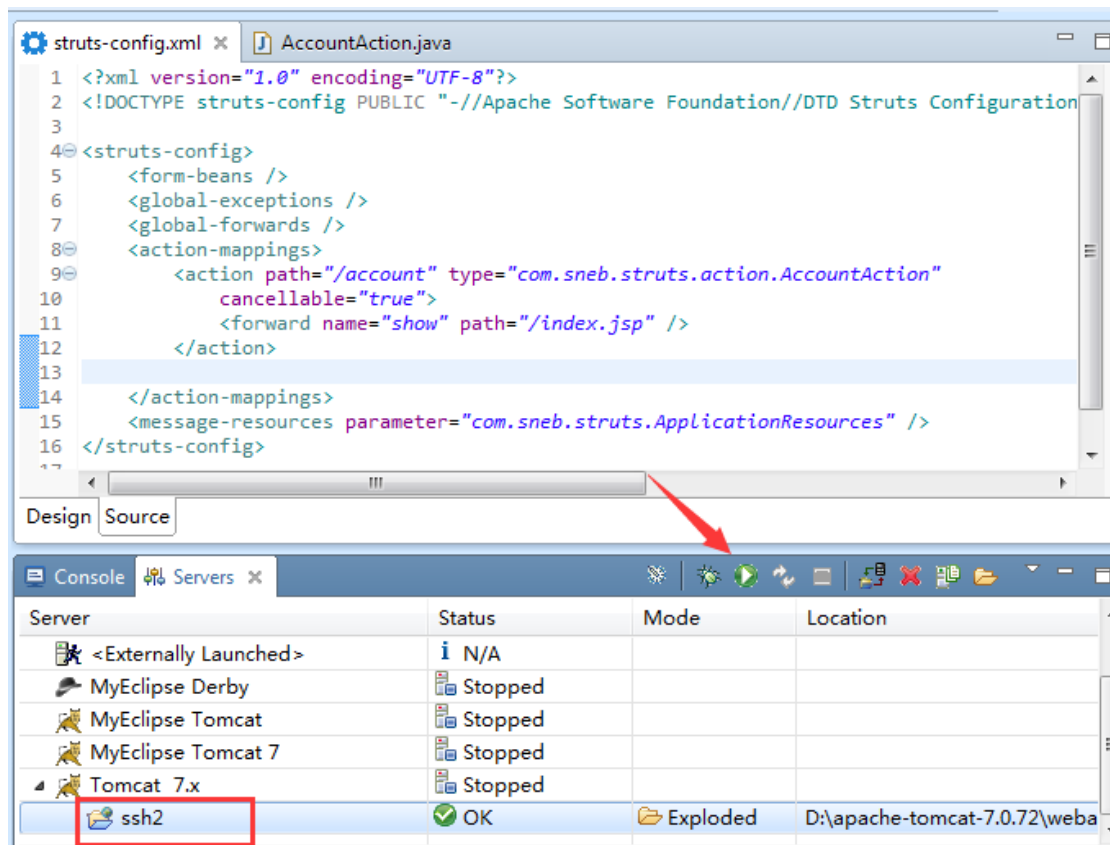 struts-config.xml AccountAction.java
1 <?xml version="1.0" encoding="UTF-8"?>
2 <!DOCTYPE struts-config PUBLIC "-//Apache Software Foundation//DTD Struts Configuration
3
4 <struts-config>
5 <form-beans />
6 <global-exceptions />
7 <global-forwards />
8 <action-mappings>
9 <action path="/account" type="com.sneb.struts.action.AccountAction"
10 cancellable="true">
11 <forward name="show" path="/index.jsp" />
12 </action>
13
14 </action-mappings>
15 <message-resources parameter="com.sneb.struts.ApplicationResources" />
16 </struts-config>
17
Design Source
Console Servers
Server Status Mode Location
<Externally Launched> N/A
MyEclipse Derby Stopped
MyEclipse Tomcat Stopped
MyEclipse Tomcat 7 Stopped
Tomcat 7.x Stopped
ssh2 OK Exploded D:\apache-tomcat-7.0.72\weba